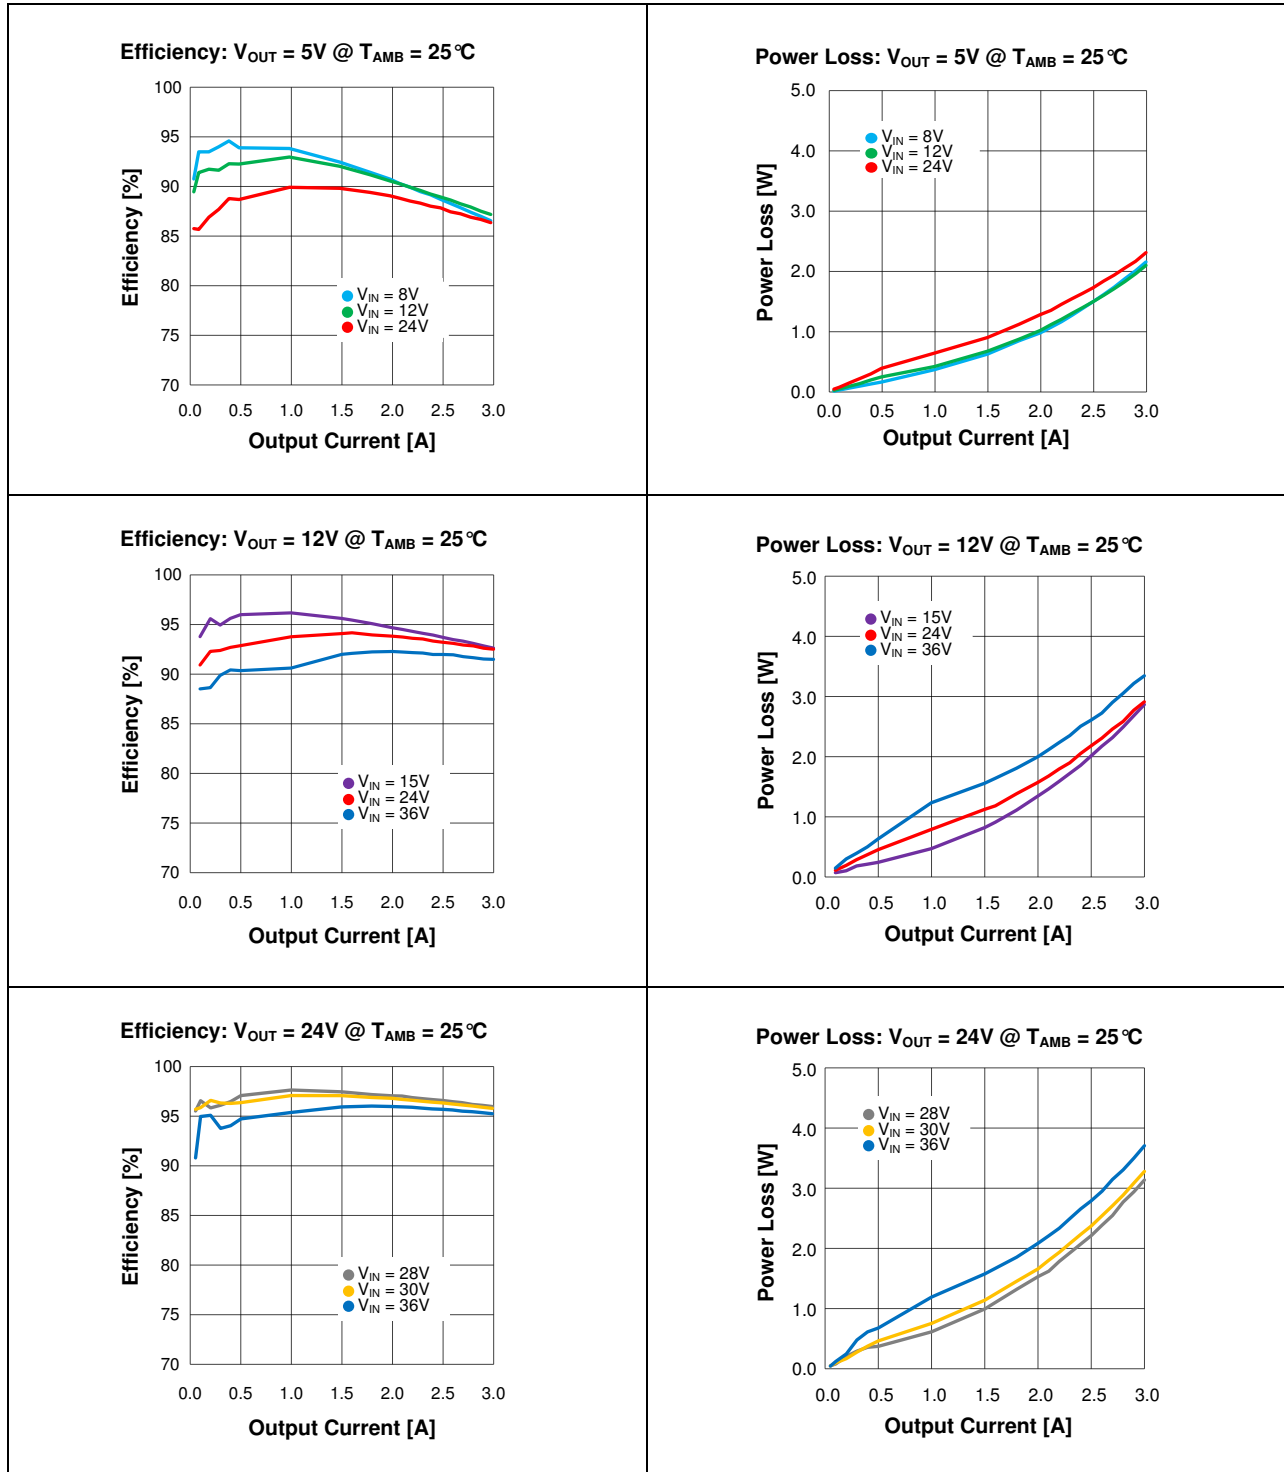 Efficiency: VOUT = 5V @ TAMB = 25°C
100
95
90
85
80
75
70
Efficiency [%]
VIN = 8V
VIN = 12V
VIN = 24V
0.0 0.5 1.0 1.5 2.0 2.5 3.0
Output Current [A]
Power Loss: VOUT = 5V @ TAMB = 25°C
5.0
4.0
3.0
2.0
1.0
0.0
Power Loss [W]
VIN = 8V
VIN = 12V
VIN = 24V
0.0 0.5 1.0 1.5 2.0 2.5 3.0
Output Current [A]
Efficiency: VOUT = 12V @ TAMB = 25°C
100
95
90
85
80
75
70
Efficiency [%]
VIN = 15V
VIN = 24V
VIN = 36V
0.0 0.5 1.0 1.5 2.0 2.5 3.0
Output Current [A]
Power Loss: VOUT = 12V @ TAMB = 25°C
5.0
4.0
3.0
2.0
1.0
0.0
Power Loss [W]
VIN = 15V
VIN = 24V
VIN = 36V
0.0 0.5 1.0 1.5 2.0 2.5 3.0
Output Current [A]
Efficiency: VOUT = 24V @ TAMB = 25°C
100
95
90
85
80
75
70
Efficiency [%]
VIN = 28V
VIN = 30V
VIN = 36V
0.0 0.5 1.0 1.5 2.0 2.5 3.0
Output Current [A]
Power Loss: VOUT = 24V @ TAMB = 25°C
5.0
4.0
3.0
2.0
1.0
0.0
Power Loss [W]
VIN = 28V
VIN = 30V
VIN = 36V
0.0 0.5 1.0 1.5 2.0 2.5 3.0
Output Current [A]